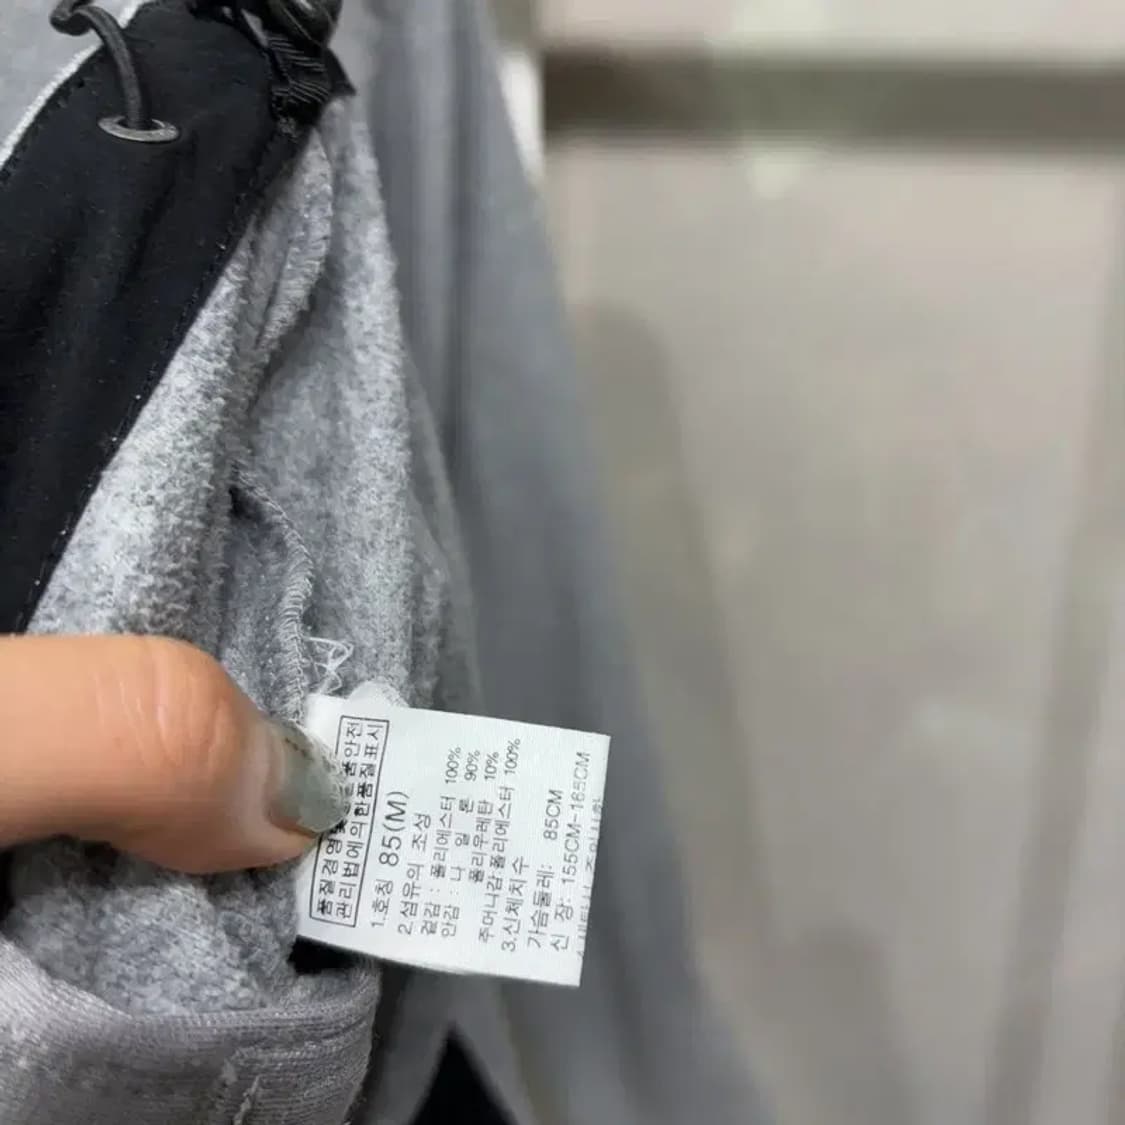 품질경영 및 공산품안전
관리법에의한품질표시
1.호칭 85(M)
2.섬유의 조성
겉감 : 폴리에스터 100%
안감 : 나 일 론 90%
폴리우레탄 10%
주머니감:폴리에스터 100%
3.신체치수
가슴둘레: 85CM
신 장: 155CM-165CM